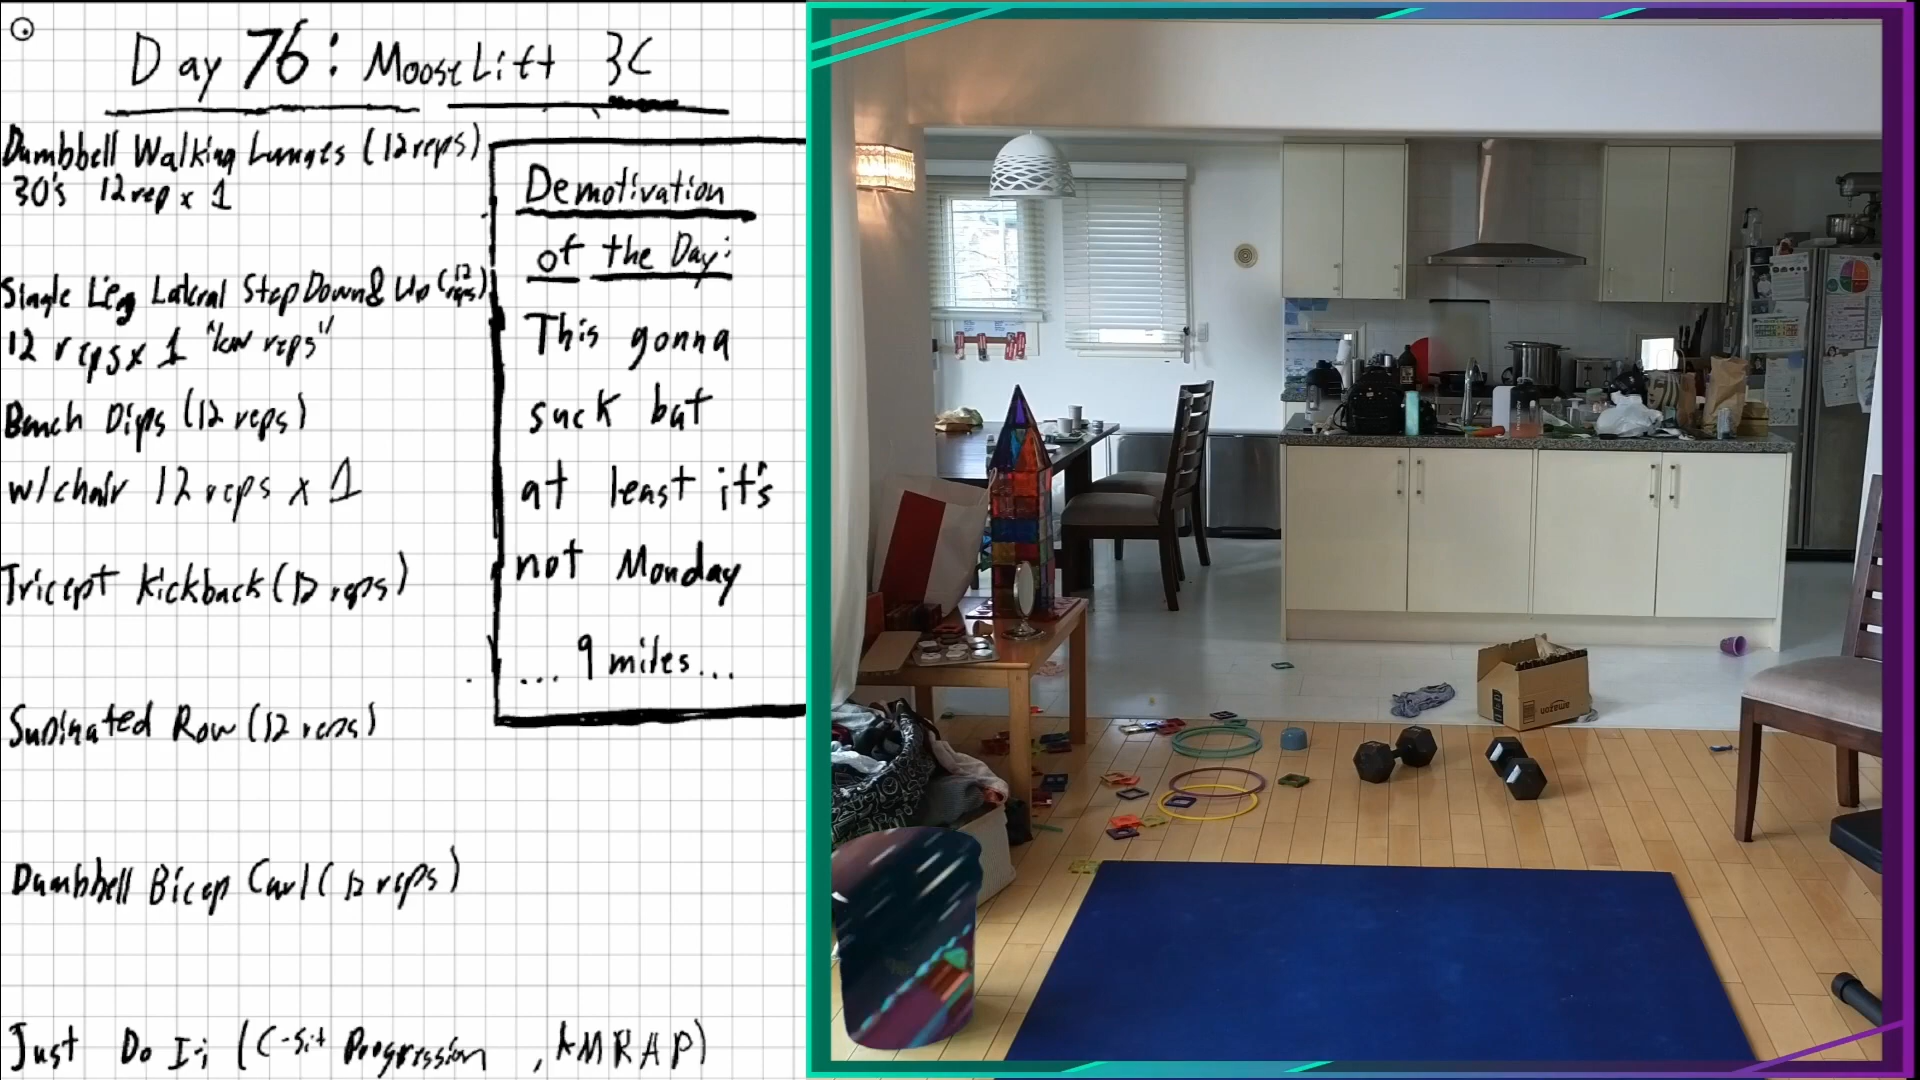 Day 76: MooseLift 3C
Dumbbell Walking Lunges (12 reps)
30's 12 rep x 1
Single Leg Lateral Step Down & Up (12 reps)
12 reps x 1 "low reps"
Bench Dips (12 reps)
w/chair 12 reps x 1
Tricept Kickback (12 reps)
Supinated Row (12 reps)
Dumbbell Bicep Curl (12 reps)
Just Do It; (C-Sit Progression, AMRAP)
Demotivation
of the Day:
This gonna
suck but
at least it's
not Monday
... 9 miles...
amazon